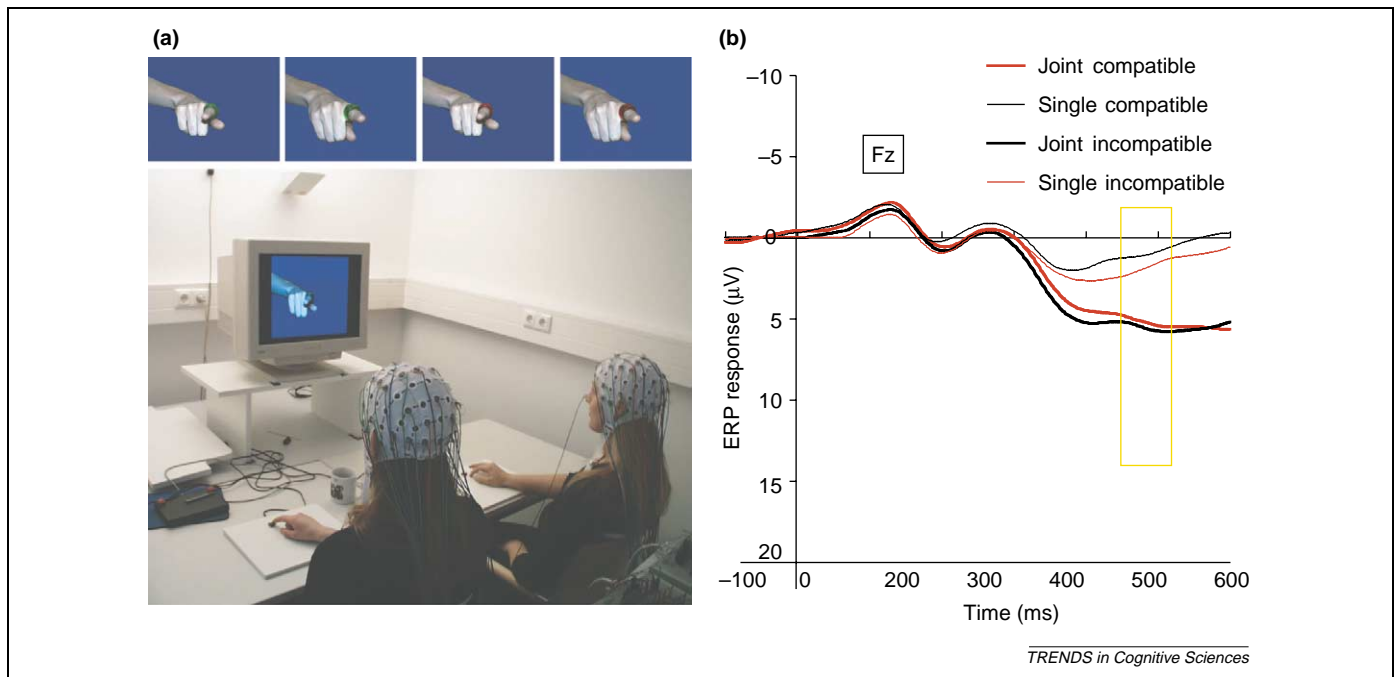 (a)
(b)
–10
–5
0
5
10
15
20
ERP response (μV)
Fz
Joint compatible
Single compatible
Joint incompatible
Single incompatible
–100 0 200 300 400 500 600
Time (ms)
TRENDS in Cognitive Sciences